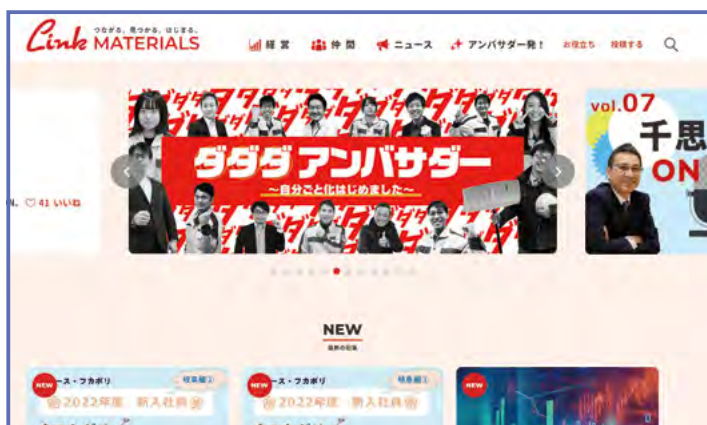 つながる、見つかる、はじまる。
Link MATERIALS
経営 仲間 ニュース アンバサダー発! お役立ち 投稿する
ダダダアンバサダー
〜自分ごと化はじめました〜
vol.07
千思
ON
N. ♡ 41 いいね
NEW
最新の記事
NEW ース・フカボリ 岐阜編②
2022年度 新入社員
NEW ース・フカボリ 岐阜編①
2022年度 新入社員
NEW